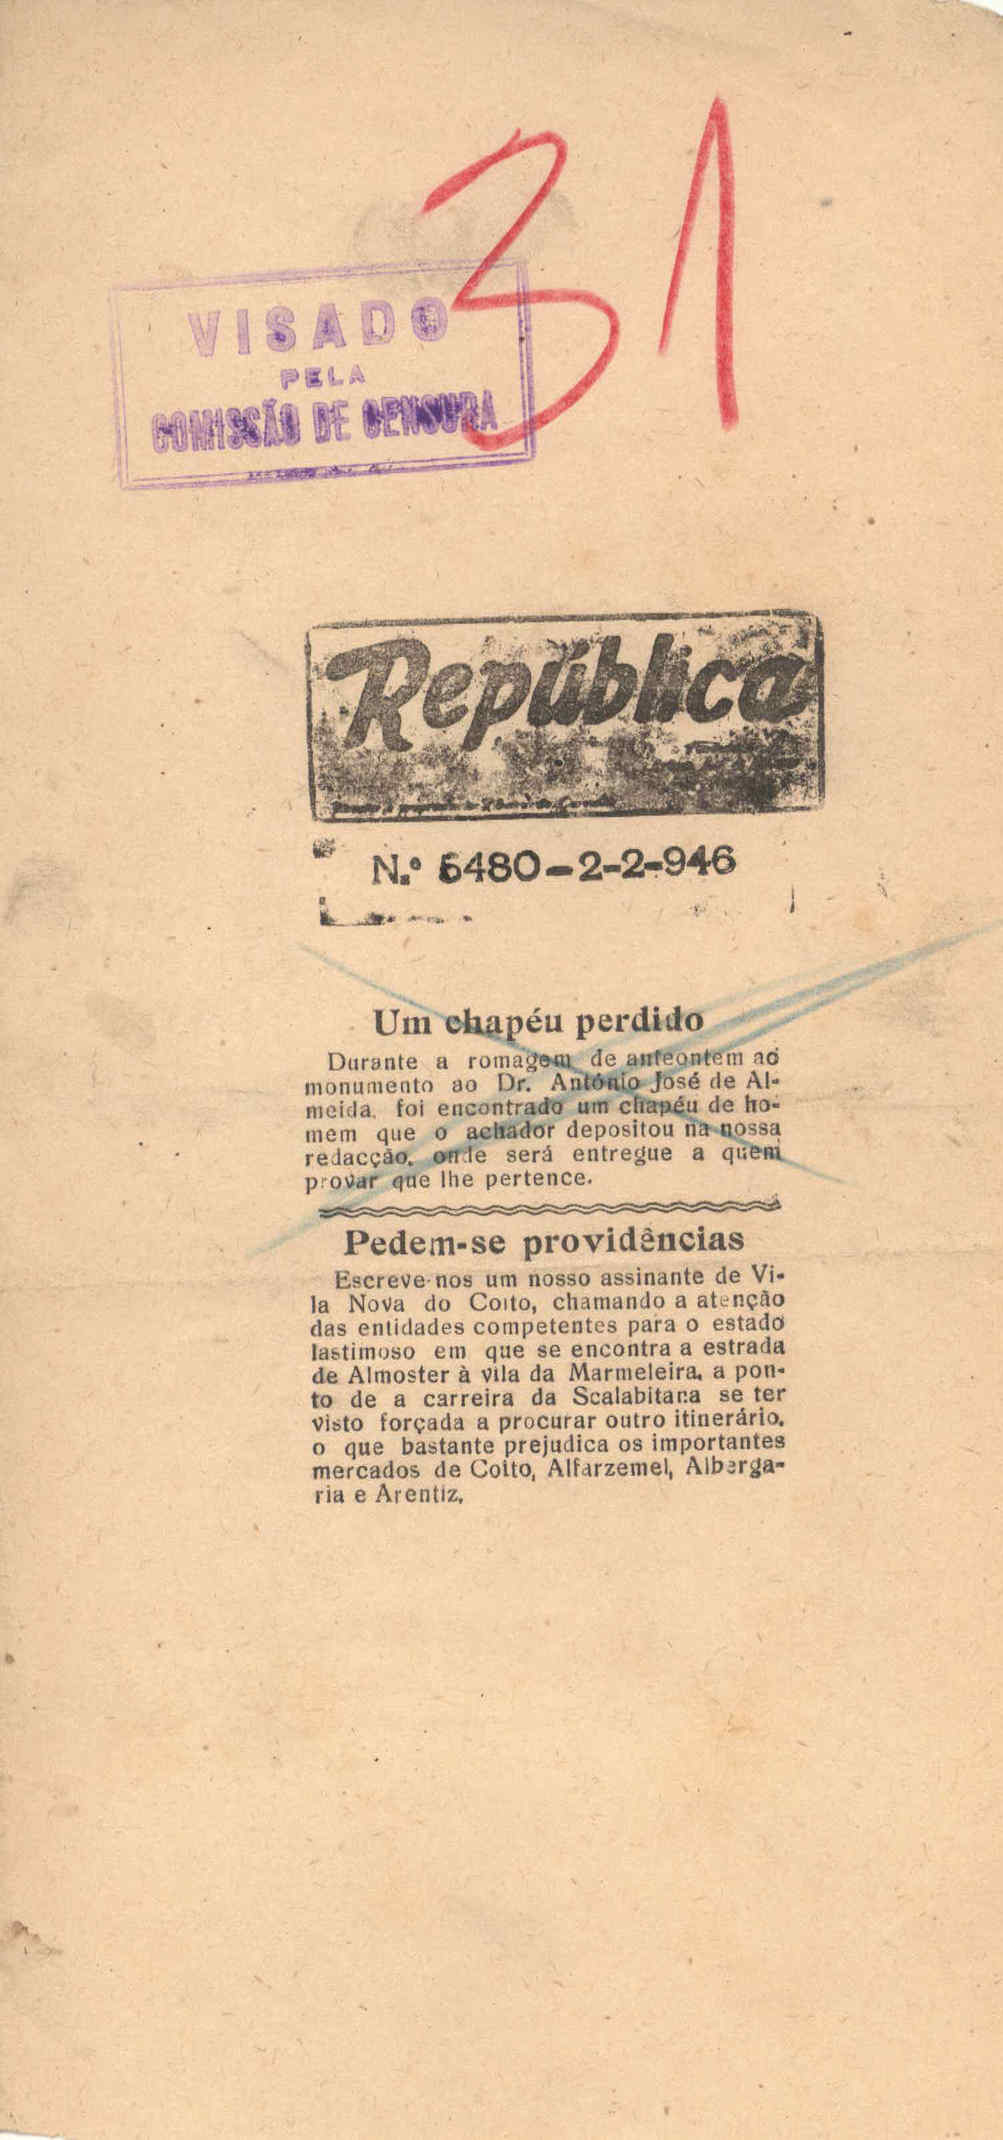 31
VISADO
PELA
COMISSÃO DE CENSURA
República
N.º 5480-2-2-946
Um chapéu perdido
Durante a romagem de anteontem ao
monumento ao Dr. António José de Al-
meida, foi encontrado um chapéu de ho-
mem que o achador depositou na nossa
redacção, onde será entregue a quem
provar que lhe pertence.
Pedem-se providências
Escreve-nos um nosso assinante de Vi-
la Nova do Coito, chamando a atenção
das entidades competentes para o estado
lastimoso em que se encontra a estrada
de Almoster à vila da Marmeleira, a pon-
to de a carreira da Scalabitana se ter
visto forçada a procurar outro itinerário,
o que bastante prejudica os importantes
mercados de Coito, Alfarzemel, Alberga-
ria e Arentiz.